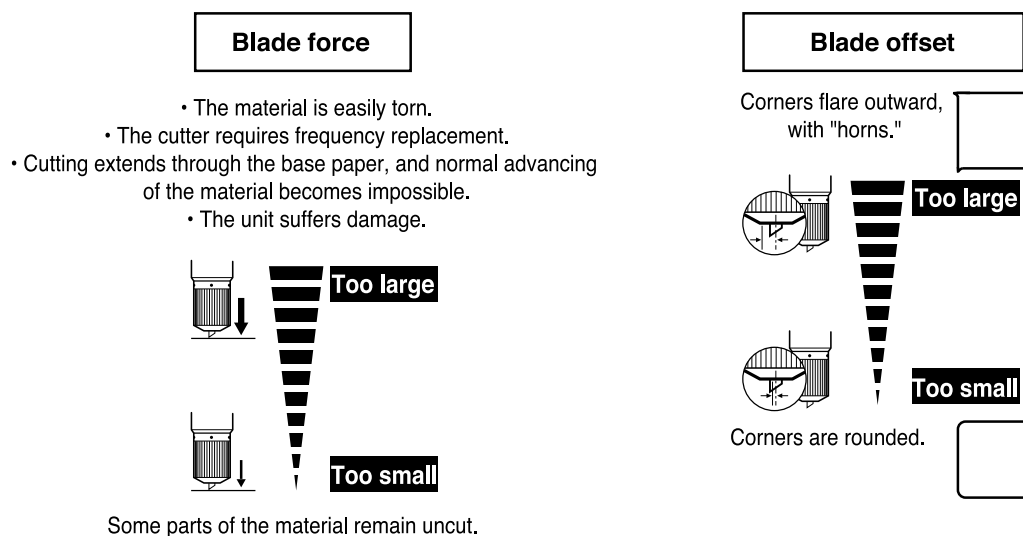 Blade force
• The material is easily torn.
• The cutter requires frequency replacement.
• Cutting extends through the base paper, and normal advancing
of the material becomes impossible.
• The unit suffers damage.
Too large
Too small
Some parts of the material remain uncut.
Blade offset
Corners flare outward,
with "horns."
Too large
Too small
Corners are rounded.